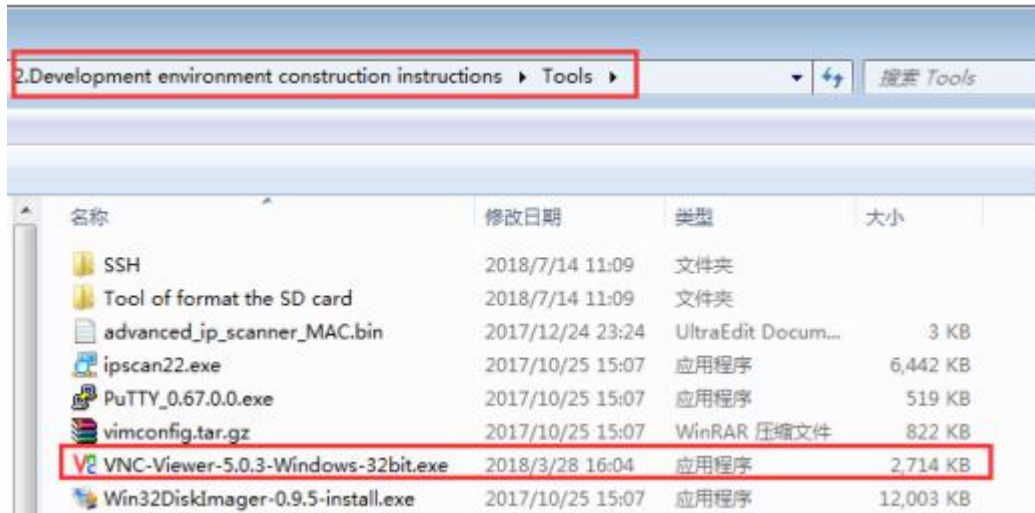 2.Development environment construction instructions ▸ Tools ▸ 搜索 Tools
名称 修改日期 类型 大小
SSH 2018/7/14 11:09 文件夹
Tool of format the SD card 2018/7/14 11:09 文件夹
advanced_ip_scanner_MAC.bin 2017/12/24 23:24 UltraEdit Docum... 3 KB
ipscan22.exe 2017/10/25 15:07 应用程序 6,442 KB
PuTTY_0.67.0.0.exe 2017/10/25 15:07 应用程序 519 KB
vimconfig.tar.gz 2017/10/25 15:07 WinRAR 压缩文件 822 KB
VNC-Viewer-5.0.3-Windows-32bit.exe 2018/3/28 16:04 应用程序 2,714 KB
Win32DiskImager-0.9.5-install.exe 2017/10/25 15:07 应用程序 12,003 KB